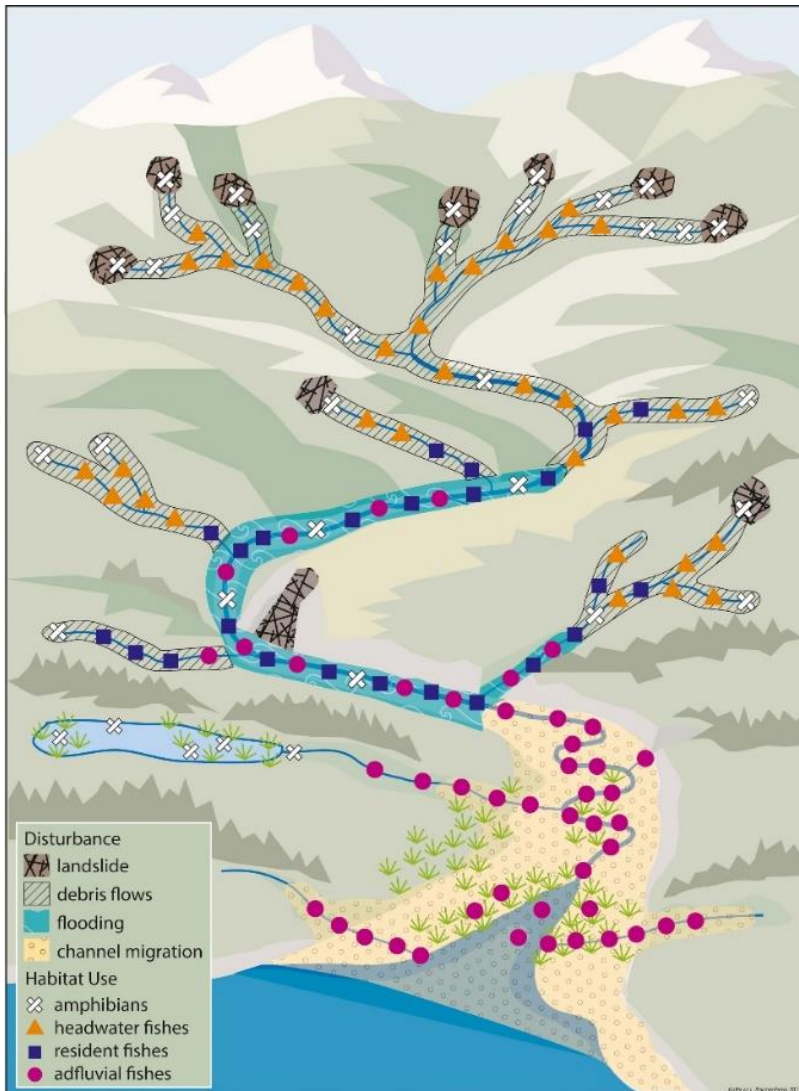 Disturbance
landslide
debris flows
flooding
channel migration
Habitat Use
amphibians
headwater fishes
resident fishes
adfluvial fishes